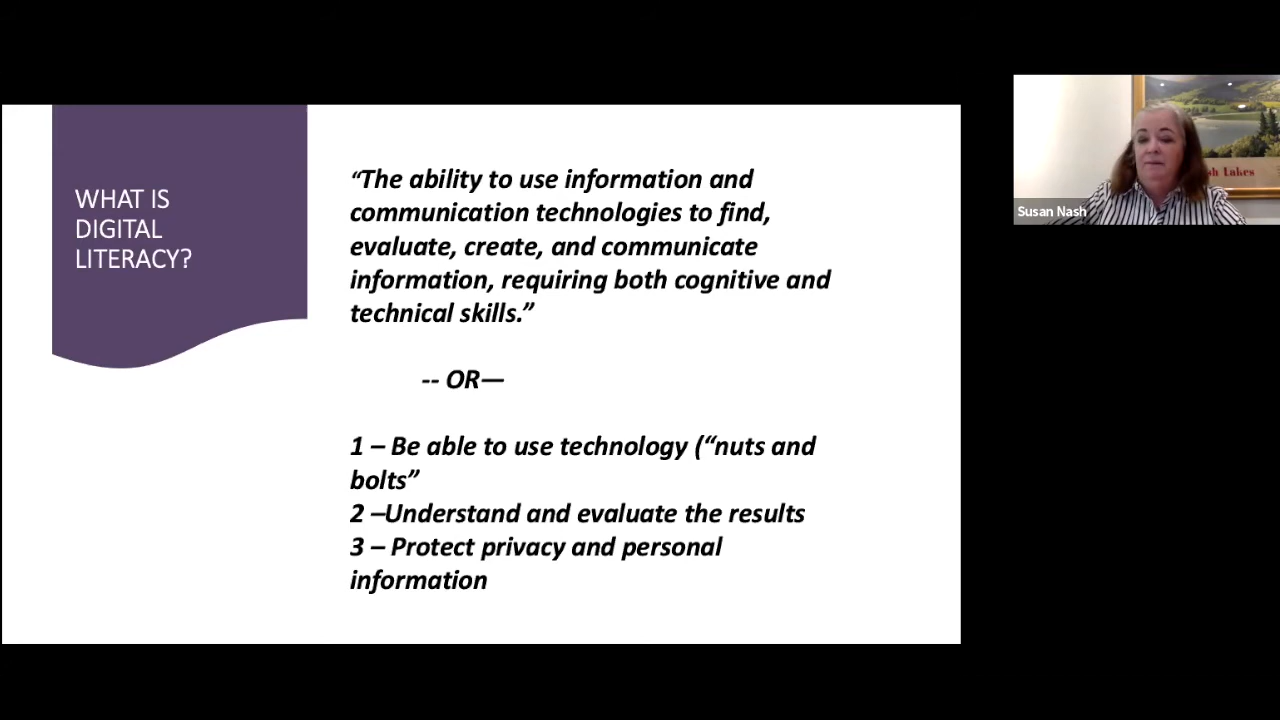 WHAT IS
DIGITAL
LITERACY?
“The ability to use information and
communication technologies to find,
evaluate, create, and communicate
information, requiring both cognitive and
technical skills.”
-- OR—
1 – Be able to use technology (“nuts and
bolts”
2 –Understand and evaluate the results
3 – Protect privacy and personal
information
Lakes
Susan Nash